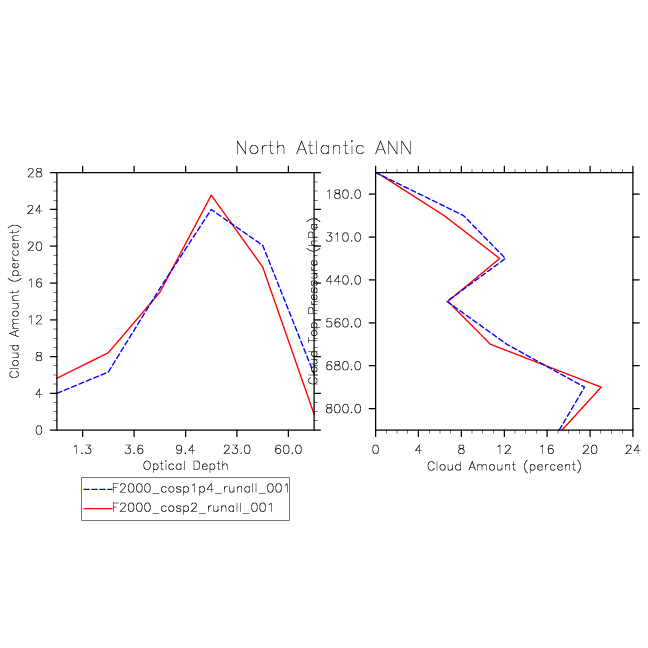 North Atlantic ANN
28
24
20
16
12
8
4
0
Cloud Amount (percent)
1.3 3.6 9.4 23.0 60.0
Optical Depth
Cloud Top Pressure (hPa)
180.0
310.0
440.0
560.0
680.0
800.0
0 4 8 12 16 20 24
Cloud Amount (percent)
F2000_cosp1p4_runall_001
F2000_cosp2_runall_001